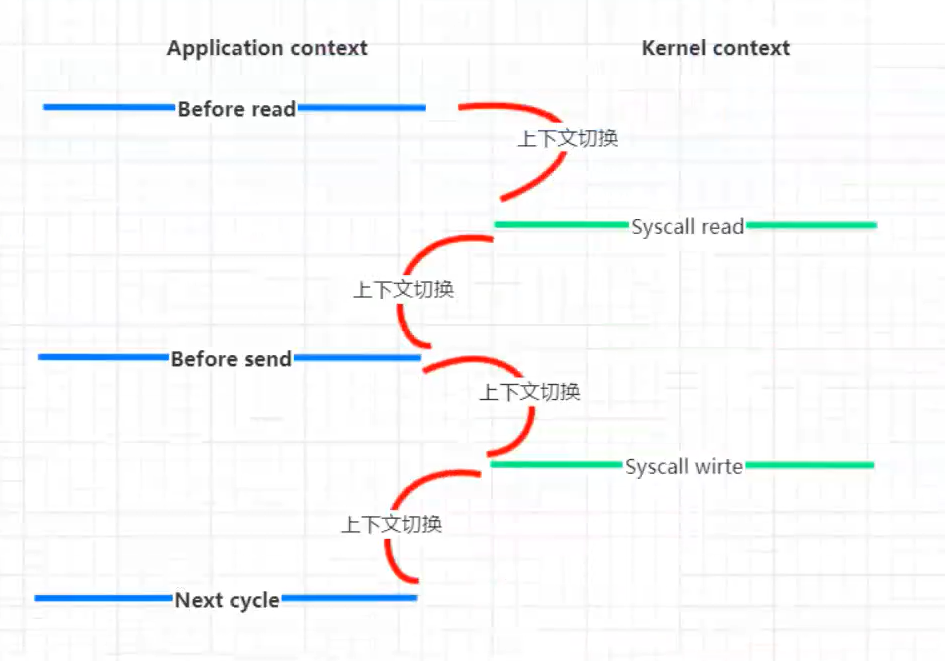 Application context
Kernel context
Before read
上下文切换
Syscall read
上下文切换
Before send
上下文切换
Syscall wirte
上下文切换
Next cycle